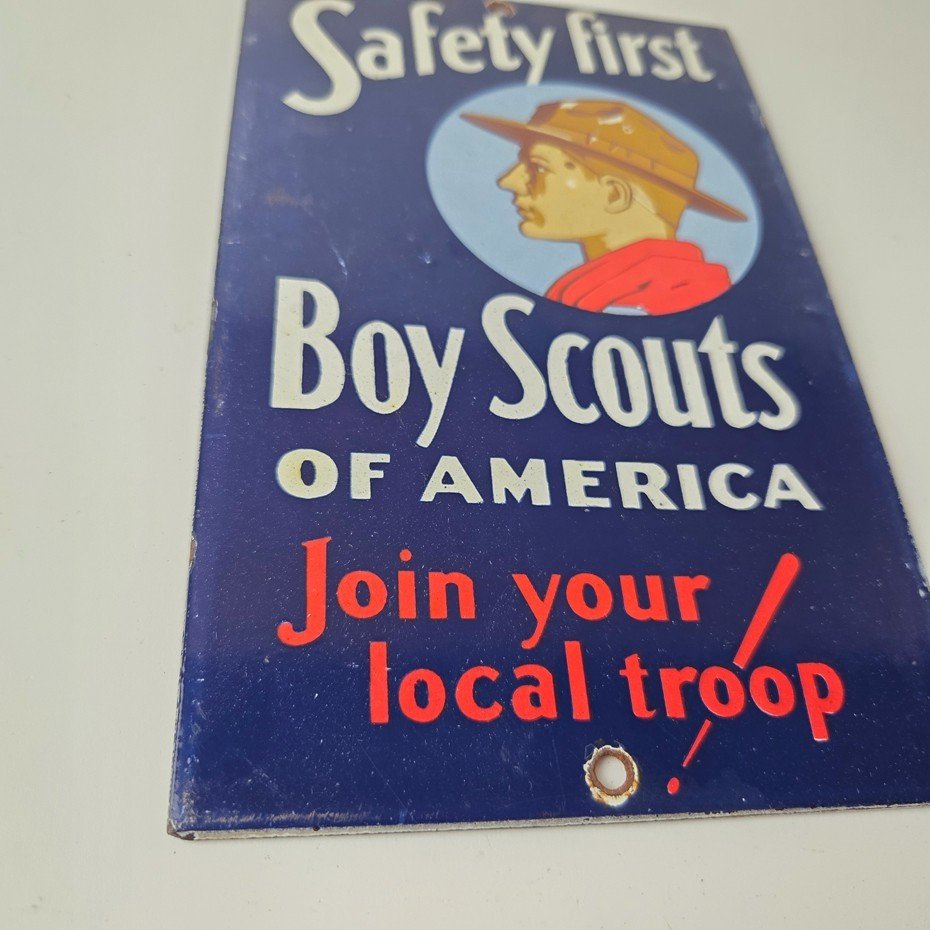 Safety first
Boy Scouts
OF AMERICA
Join your
local troop!